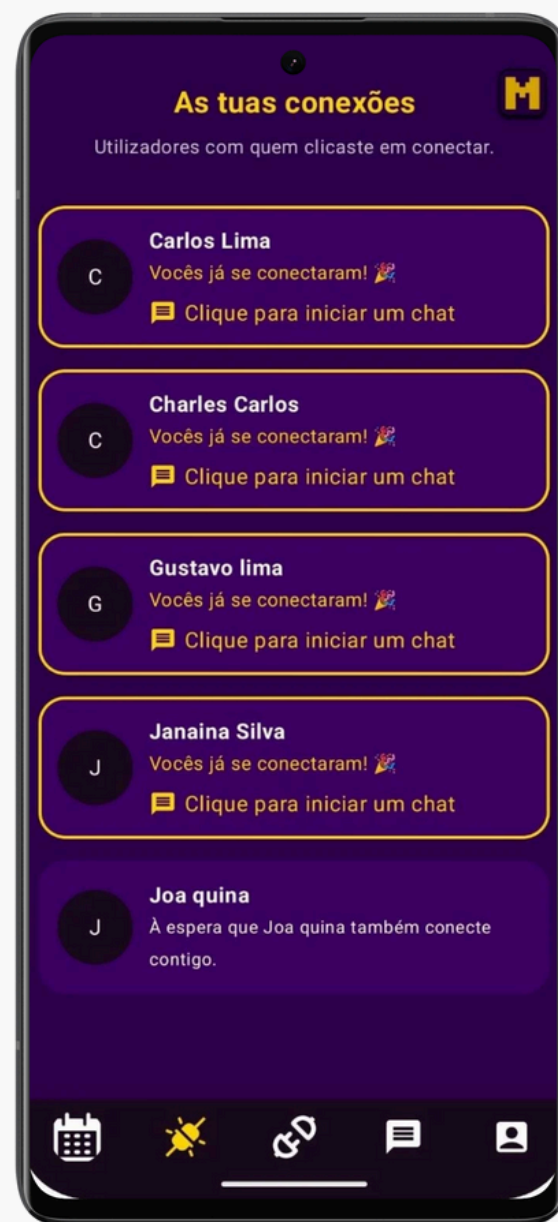 As tuas conexões
M
Utilizadores com quem clicaste em conectar.
C
Carlos Lima
Vocês já se conectaram! 🎉
Clique para iniciar um chat
C
Charles Carlos
Vocês já se conectaram! 🎉
Clique para iniciar um chat
G
Gustavo lima
Vocês já se conectaram! 🎉
Clique para iniciar um chat
J
Janaina Silva
Vocês já se conectaram! 🎉
Clique para iniciar um chat
J
Joa quina
À espera que Joa quina também conecte
contigo.